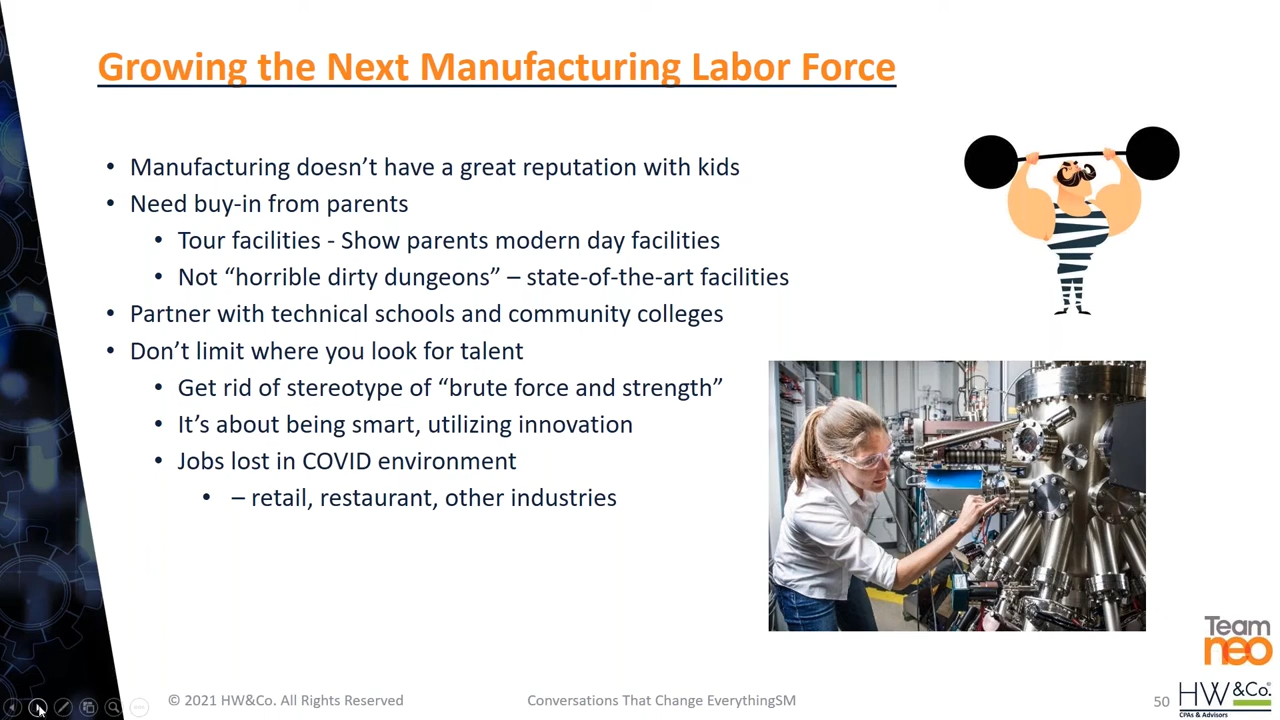 Growing the Next Manufacturing Labor Force
• Manufacturing doesn’t have a great reputation with kids
• Need buy-in from parents
• Tour facilities - Show parents modern day facilities
• Not “horrible dirty dungeons” – state-of-the-art facilities
• Partner with technical schools and community colleges
• Don’t limit where you look for talent
• Get rid of stereotype of “brute force and strength”
• It’s about being smart, utilizing innovation
• Jobs lost in COVID environment
• – retail, restaurant, other industries
Team
neo
© 2021 HW&Co. All Rights Reserved
Conversations That Change EverythingSM
50
HW&Co.®
CPAs & Advisors